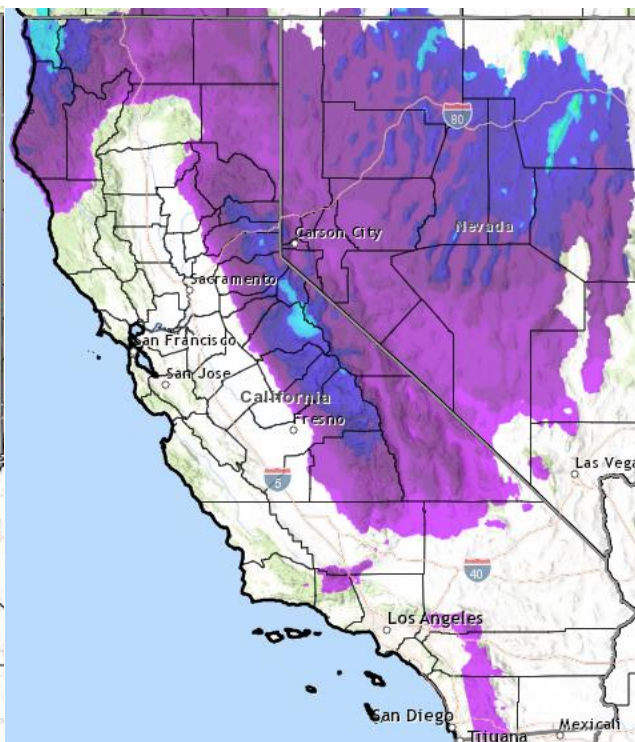 80
Nevada
Carson City
Sacramento
San Francisco
San Jose
California
Fresno
5
Las Vega
40
Los Angeles
San Diego
Mexicali
Tijuana